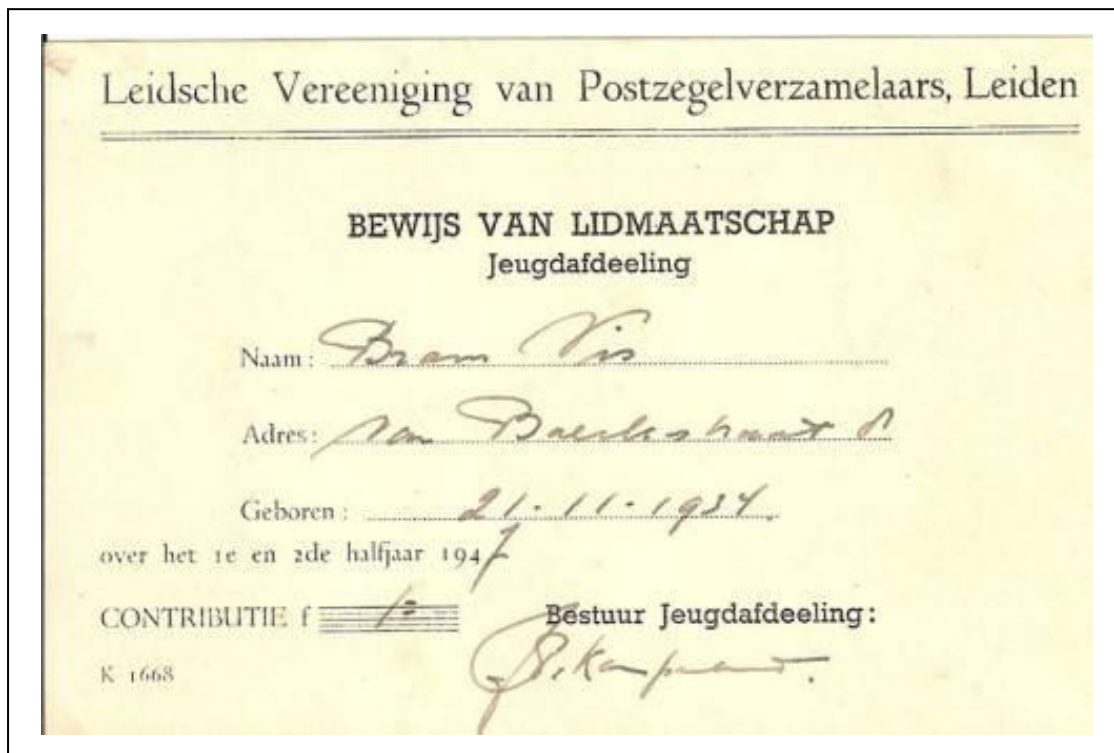 Leidsche Vereeniging van Postzegelverzamelaars, Leiden
BEWIJS VAN LIDMAATSCHAP
Jeugdafdeeling
Naam: Bram Vis
Adres: van
Geboren: 21-11-1934.
over het 1e en 2de halfjaar 1947
CONTRIBUTIE f 1= Bestuur Jeugdafdeeling:
K 1668